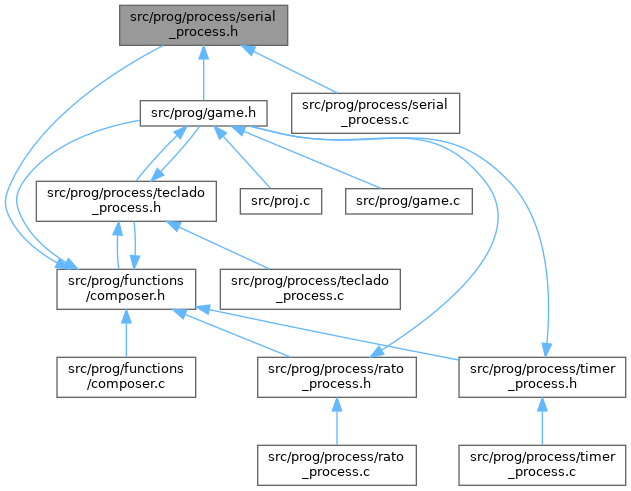 src/prog/process/serial
_process.h
src/prog/game.h
src/prog/process/serial
_process.c
src/prog/process/teclado
_process.h
src/proj.c
src/prog/game.c
src/prog/functions
/composer.h
src/prog/process/teclado
_process.c
src/prog/functions
/composer.c
src/prog/process/rato
_process.h
src/prog/process/timer
_process.h
src/prog/process/rato
_process.c
src/prog/process/timer
_process.c